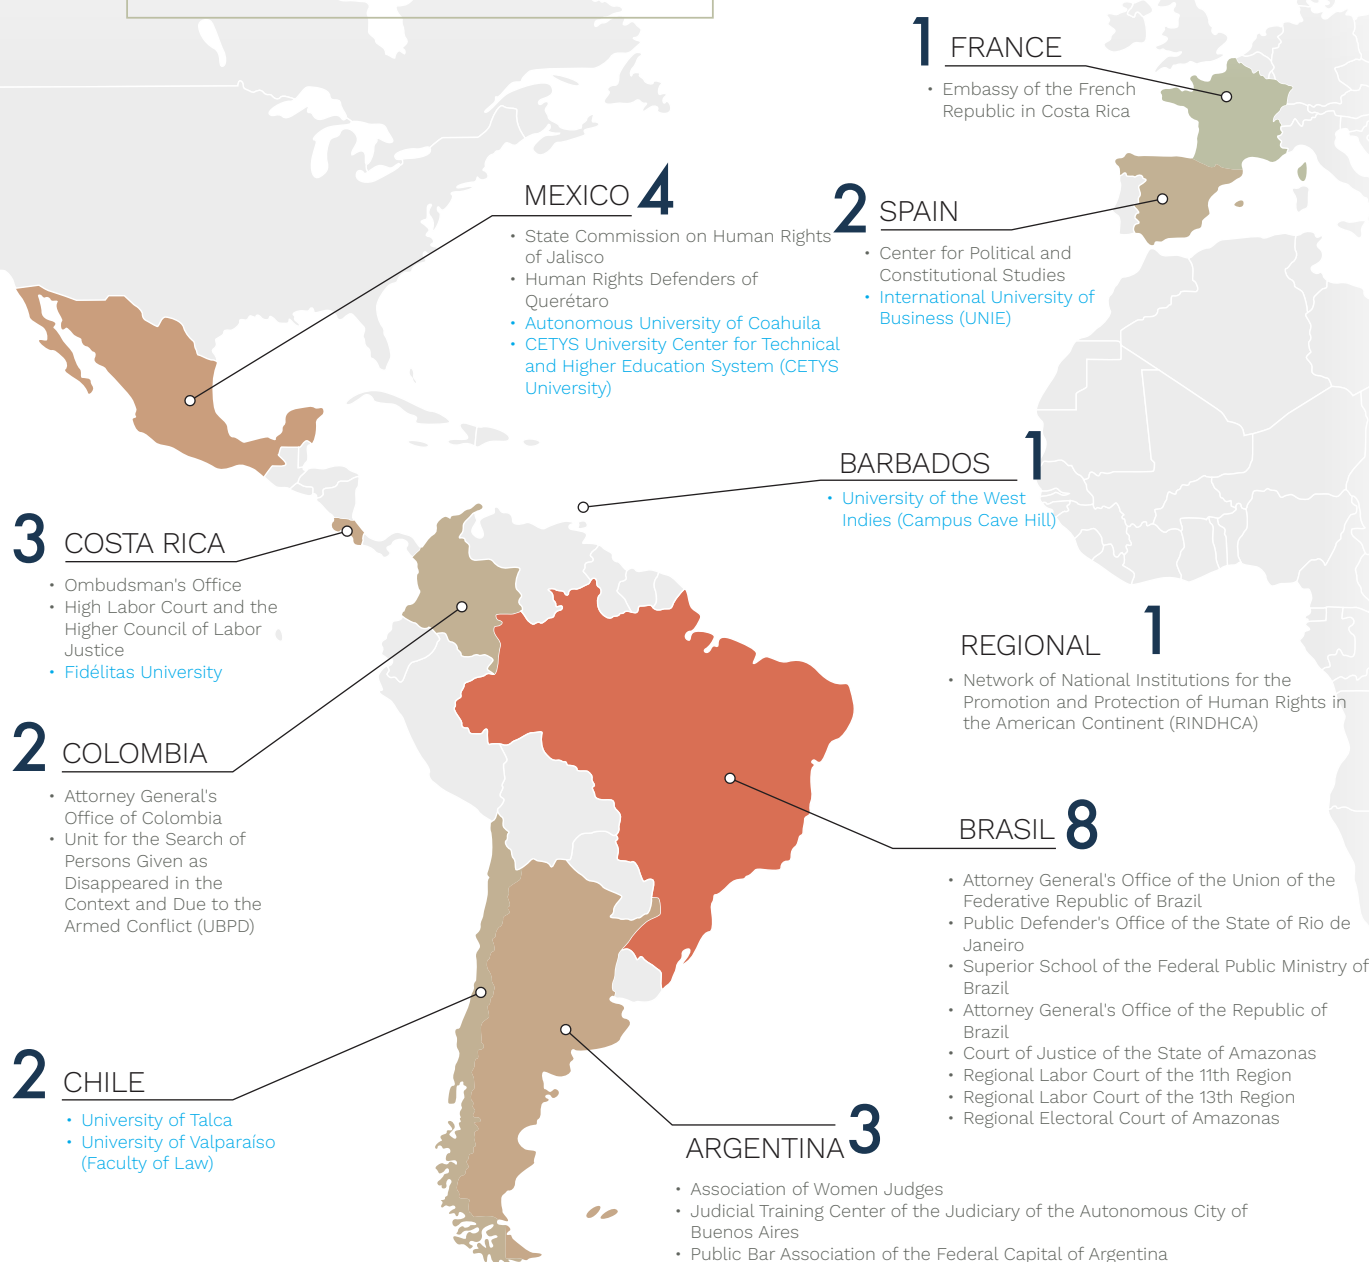 1 FRANCE
• Embassy of the French
Republic in Costa Rica
MEXICO 4
• State Commission on Human Rights
of Jalisco
• Human Rights Defenders of
Querétaro
• Autonomous University of Coahuila
• CETYS University Center for Technical
and Higher Education System (CETYS
University)
2 SPAIN
• Center for Political and
Constitutional Studies
• International University of
Business (UNIE)
BARBADOS 1
• University of the West
Indies (Campus Cave Hill)
3 COSTA RICA
• Ombudsman's Office
• High Labor Court and the
Higher Council of Labor
Justice
• Fidélitas University
REGIONAL 1
• Network of National Institutions for the
Promotion and Protection of Human Rights in
the American Continent (RINDHCA)
2 COLOMBIA
• Attorney General's
Office of Colombia
• Unit for the Search of
Persons Given as
Disappeared in the
Context and Due to the
Armed Conflict (UBPD)
BRASIL 8
• Attorney General's Office of the Union of the
Federative Republic of Brazil
• Public Defender's Office of the State of Rio de
Janeiro
• Superior School of the Federal Public Ministry of
Brazil
• Attorney General's Office of the Republic of
Brazil
• Court of Justice of the State of Amazonas
• Regional Labor Court of the 11th Region
• Regional Labor Court of the 13th Region
• Regional Electoral Court of Amazonas
2 CHILE
• University of Talca
• University of Valparaíso
(Faculty of Law)
ARGENTINA 3
• Association of Women Judges
• Judicial Training Center of the Judiciary of the Autonomous City of
Buenos Aires
• Public Bar Association of the Federal Capital of Argentina